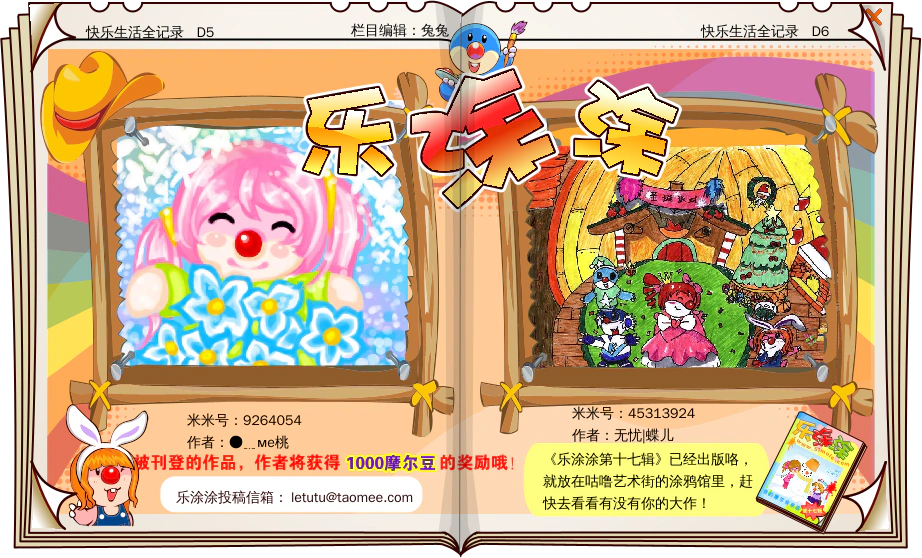 快乐生活全记录 D5
栏目编辑：兔兔
快乐生活全记录 D6
乐涂涂
米米号：9264054
作者：●._ мe桃
米米号：45313924
作者：无忧|蝶儿
被刊登的作品，作者将获得 1000摩尔豆 的奖励哦！
乐涂涂投稿信箱： letutu@taomee.com
《乐涂涂第十七辑》已经出版咯，
就放在咕噜艺术街的涂鸦馆里，赶
快去看看有没有你的大作！
乐涂涂